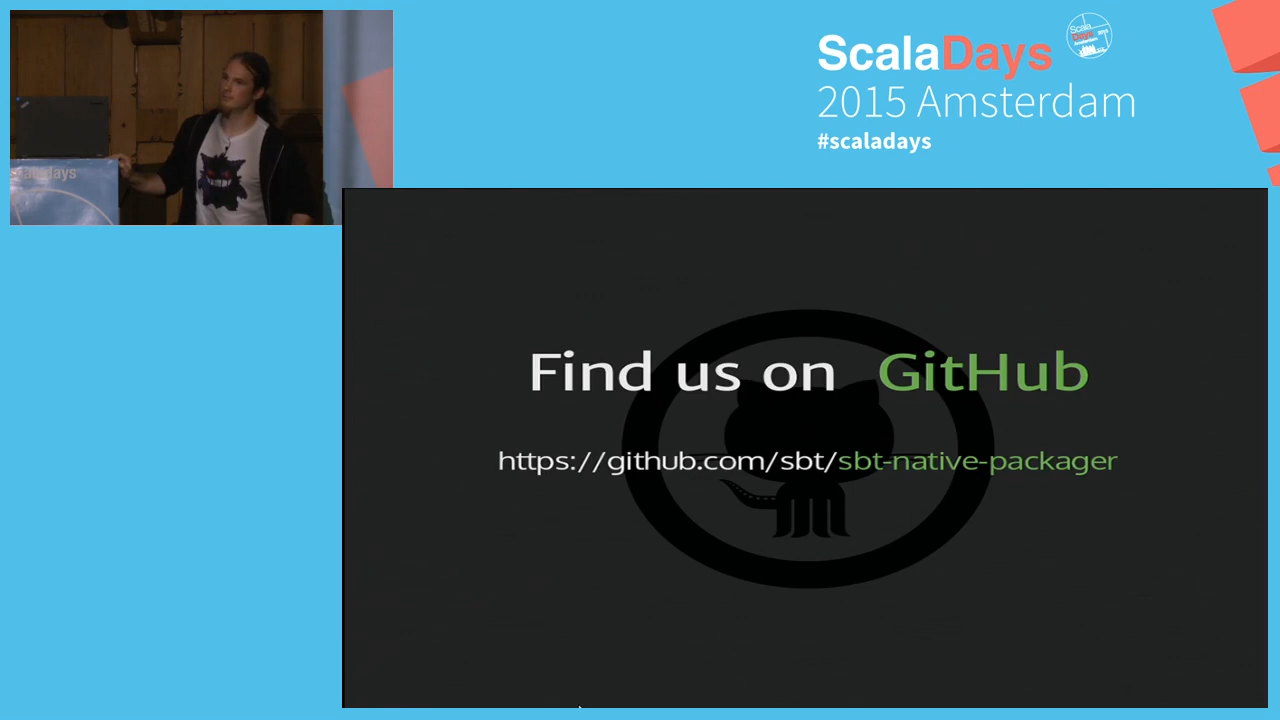 ScalaDays
2015 Amsterdam
#scaladays
scaladays
Find us on GitHub
https://github.com/sbt/sbt-native-packager